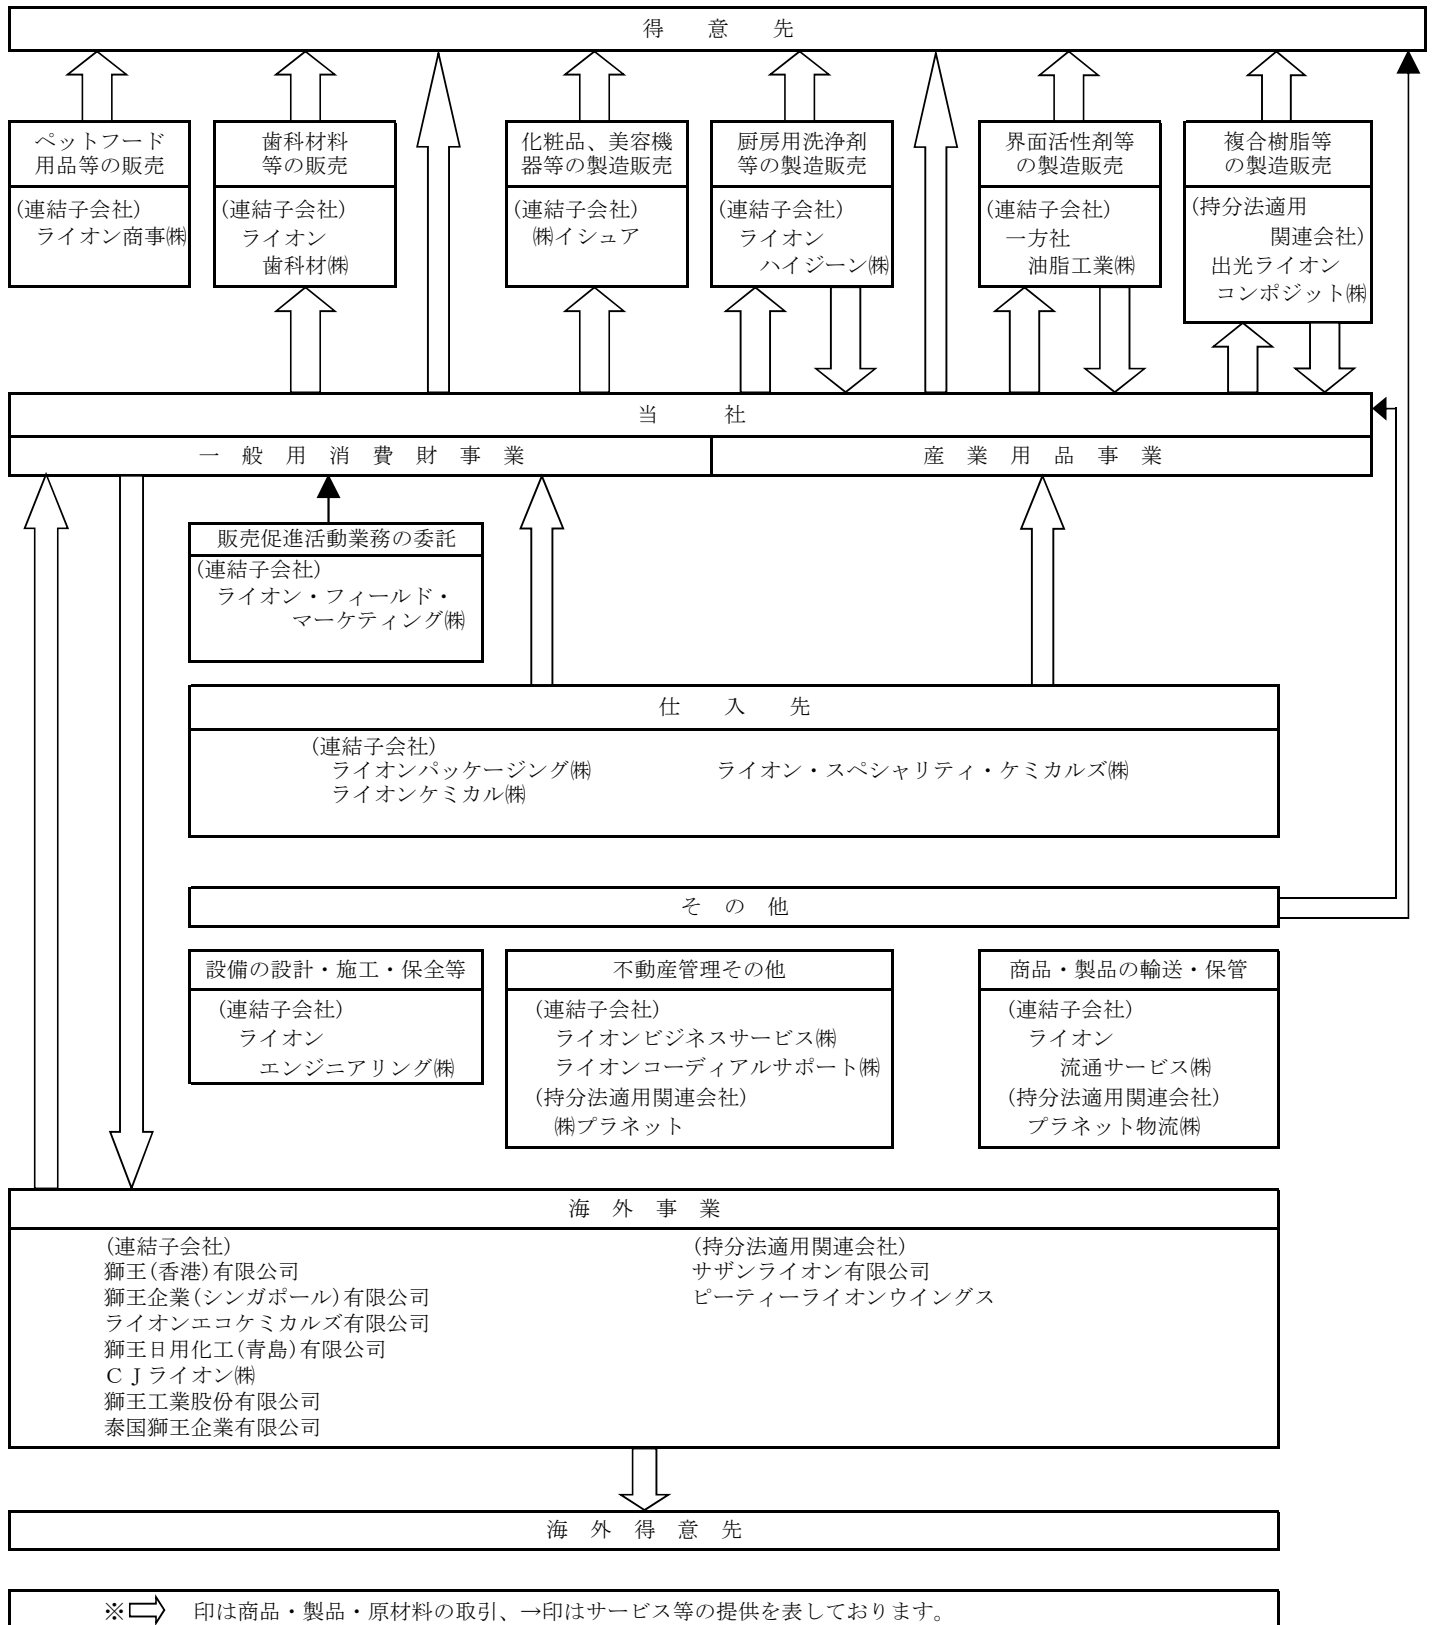 得　意　先
ペットフード
用品等の販売
(連結子会社)
ライオン商事㈱
歯科材料
等の販売
(連結子会社)
ライオン
歯科材㈱
化粧品、美容機
器等の製造販売
(連結子会社)
㈱イシュア
厨房用洗浄剤
等の製造販売
(連結子会社)
ライオン
ハイジーン㈱
界面活性剤等
の製造販売
(連結子会社)
一方社
油脂工業㈱
複合樹脂等
の製造販売
(持分法適用
関連会社)
出光ライオン
コンポジット㈱
当　社
一　般　用　消　費　財　事　業
産　業　用　品　事　業
販売促進活動業務の委託
(連結子会社)
ライオン・フィールド・
マーケティング㈱
仕　入　先
(連結子会社)
ライオンパッケージング㈱　ライオン・スペシャリティ・ケミカルズ㈱
ライオンケミカル㈱
そ　の　他
設備の設計・施工・保全等
(連結子会社)
ライオン
エンジニアリング㈱
不動産管理その他
(連結子会社)
ライオンビジネスサービス㈱
ライオンコーディアルサポート㈱
(持分法適用関連会社)
㈱プラネット
商品・製品の輸送・保管
(連結子会社)
ライオン
流通サービス㈱
(持分法適用関連会社)
プラネット物流㈱
海　外　事　業
(連結子会社)
獅王(香港)有限公司
獅王企業(シンガポール)有限公司
ライオンエコケミカルズ有限公司
獅王日用化工(青島)有限公司
ＣＪライオン㈱
獅王工業股份有限公司
泰国獅王企業有限公司
(持分法適用関連会社)
サザンライオン有限公司
ピーティーライオンウイングス
海　外　得　意　先
※⇨　印は商品・製品・原材料の取引、→印はサービス等の提供を表しております。